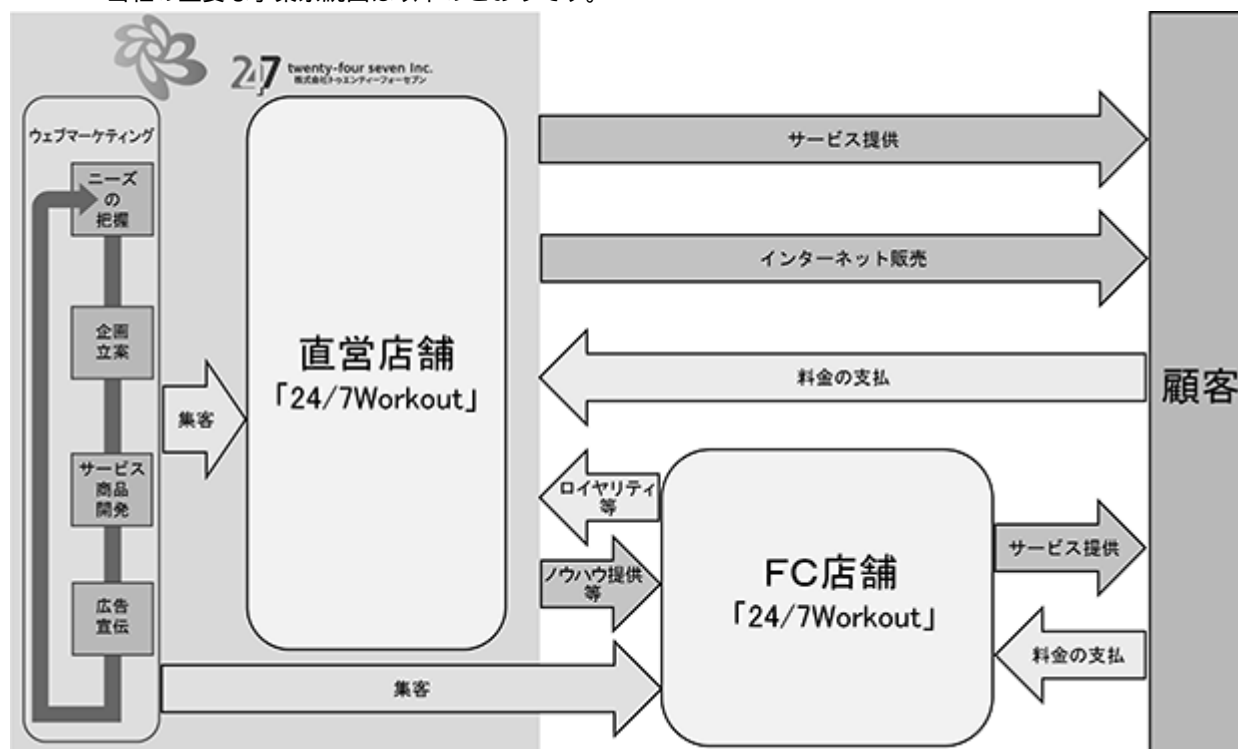 twenty-four seven Inc.
株式会社トゥエンティーフォーセブン
24/7
ウェブマーケティング
ニーズ
の
把握
企画
立案
サービス
商品
開発
広告
宣伝
集客
直営店舗
「24/7Workout」
サービス提供
インターネット販売
料金の支払
ロイヤリティ
等
ノウハウ提供
等
集客
FC店舗
「24/7Workout」
サービス提供
料金の支払
顧客